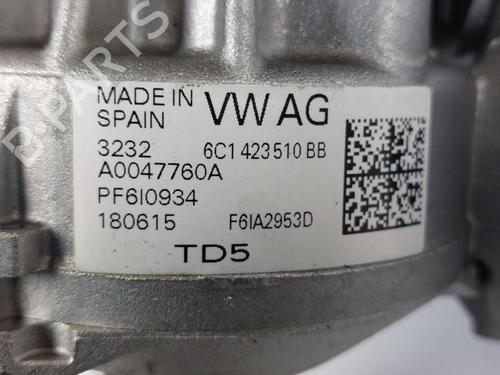 B-PARTS
MADE IN SPAIN VW AG
3232 6C1 423 510 BB
A0047760A
PF6I0934
180615 F6IA2953D
TD5